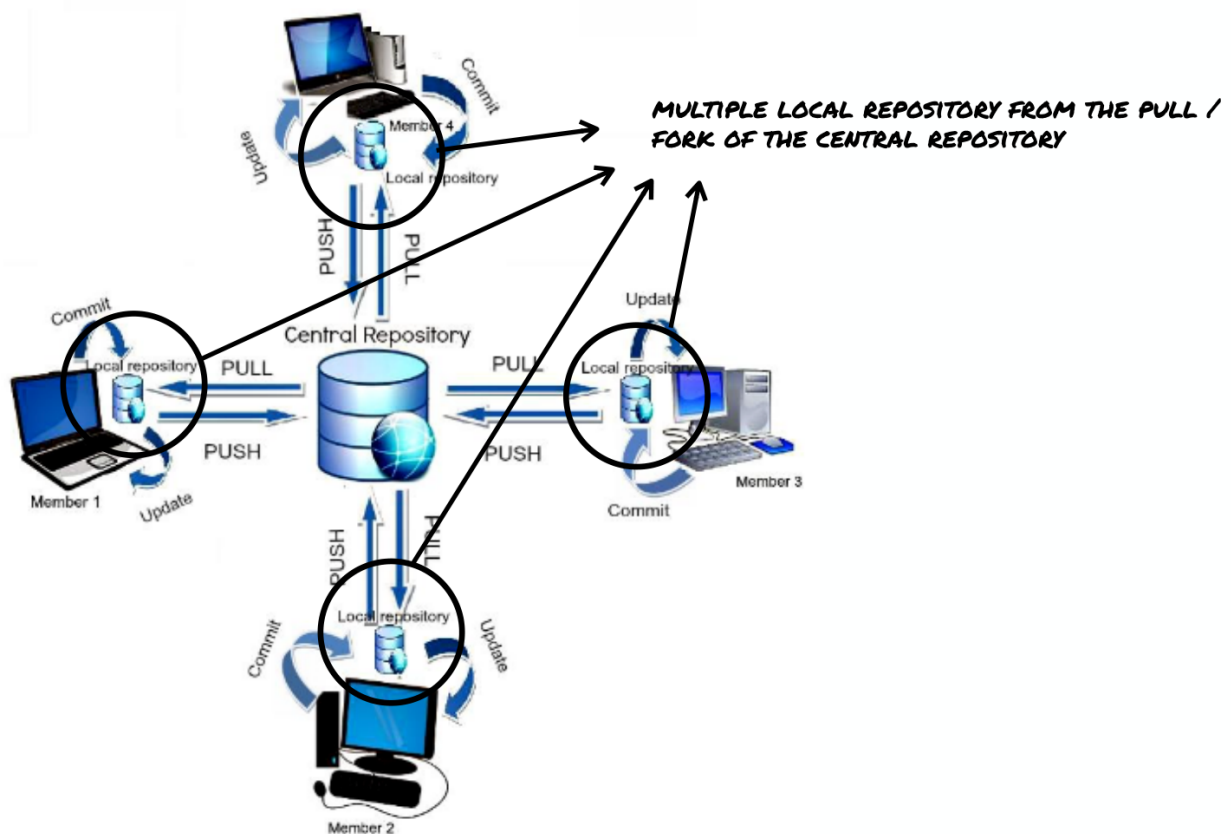 Commit
Member 4
Update
Local repository
MULTIPLE LOCAL REPOSITORY FROM THE PULL /
FORK OF THE CENTRAL REPOSITORY
PUSH
PULL
Commit
Central Repository
Update
Local repository
PULL
PULL
Local repository
PUSH
PUSH
Member 1
Update
Member 3
Commit
PUSH
PULL
Local repository
Commit
Update
Member 2